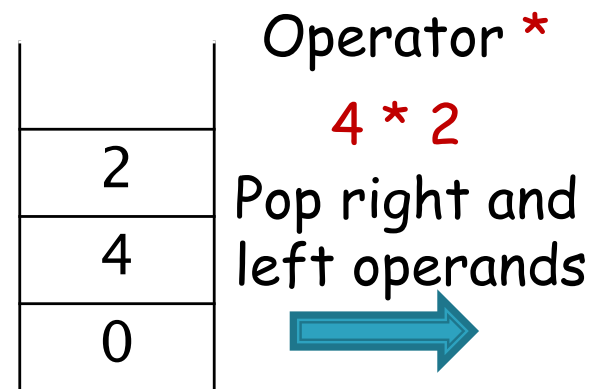 Operator *
4 * 2
2
Pop right and
4
left operands
0